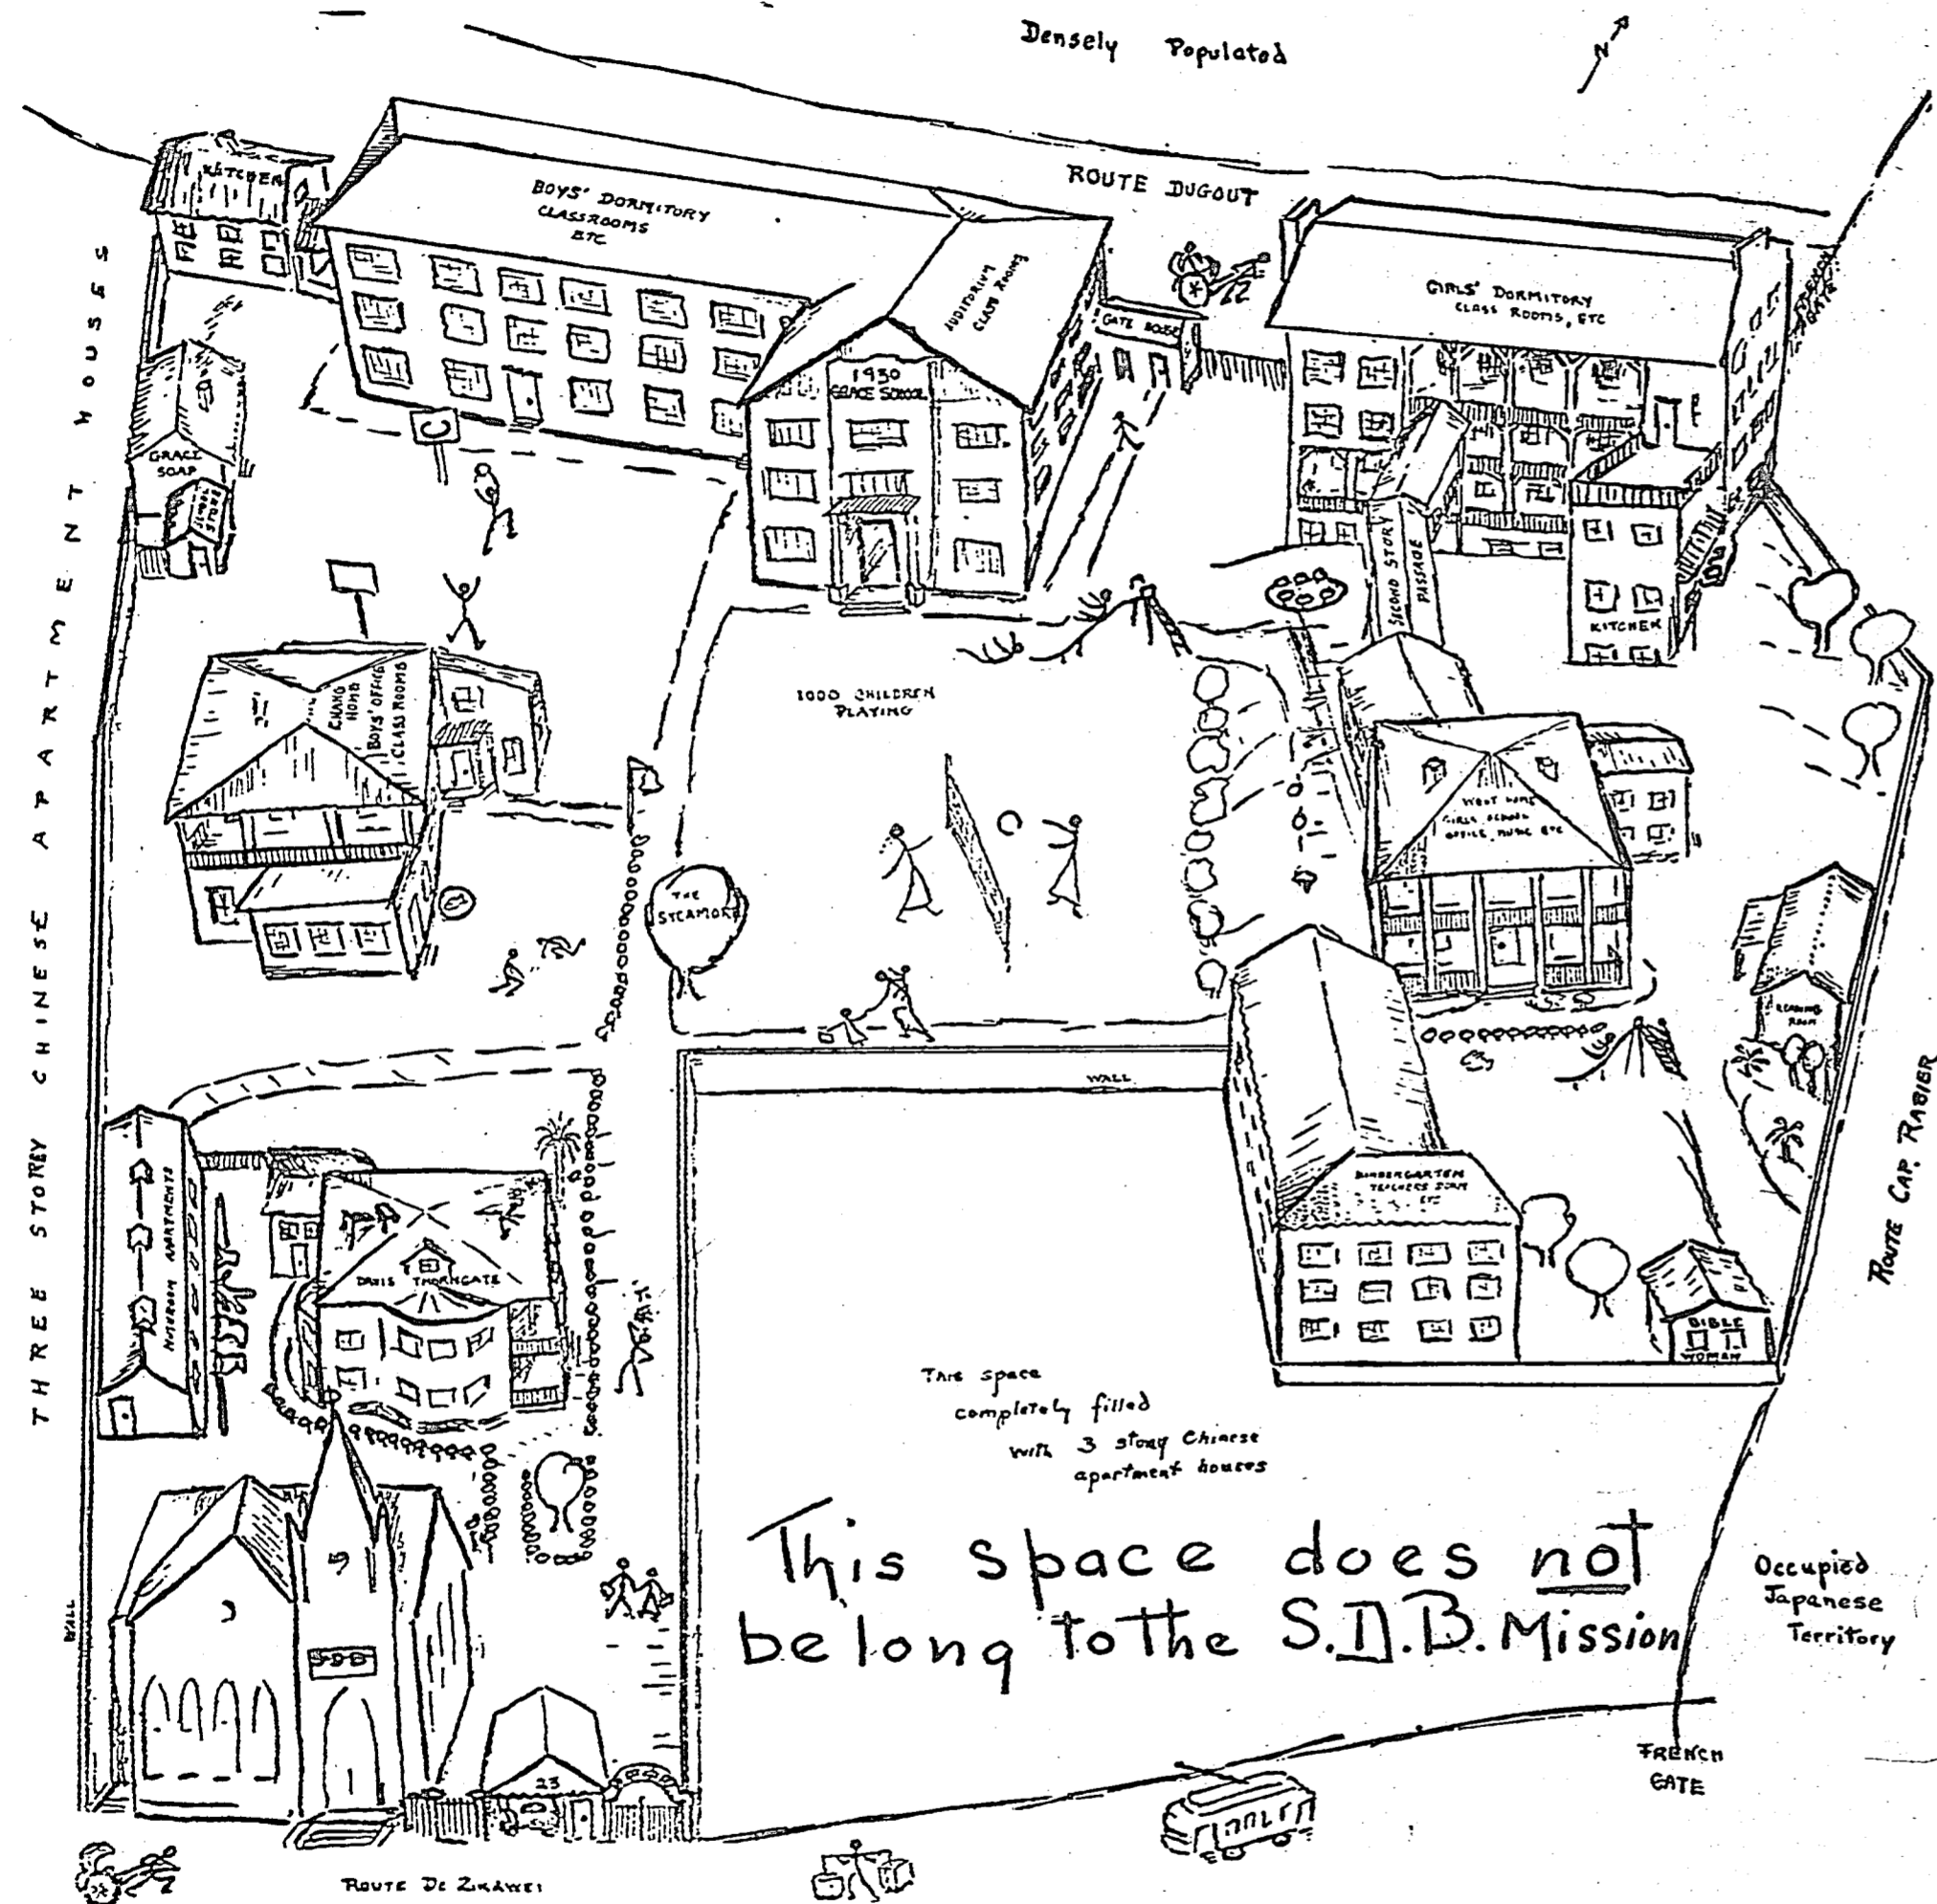 Densely Populated
N
ROUTE DUGOUT
KITCHEN
BOYS' DORMITORY
CLASSROOMS
ETC
AUDITORIUM
CLASS ROOMS
GATE HOUSE
GIRLS' DORMITORY
CLASS ROOMS, ETC
FRENCH
GATE
1930
GRACE SCHOOL
C
GRACE
SOAP
SECOND STORY
PASSAGE
KITCHEN
THREE STOREY CHINESE APARTMENT HOUSES
CHANG
HOME
BOYS' OFFICE
CLASS ROOMS
1000 CHILDREN
PLAYING
WEST HOME
GIRLS SCHOOL
OFFICE, MUSIC ETC
THE
SYCAMORE
READING
ROOM
WALL
ROUTE CAP. RABIER
KINDERGARTEN
TEACHERS DORM
ETC
APARTMENTS
DAVIS THORNGATE
BIBLE
WOMAN
This space
completely filled
with 3 story Chinese
apartment houses
This space does not
belong to the S.D.B. Mission
Occupied
Japanese
Territory
WALL
SDB
23
FRENCH
GATE
ROUTE De ZIKAWEI